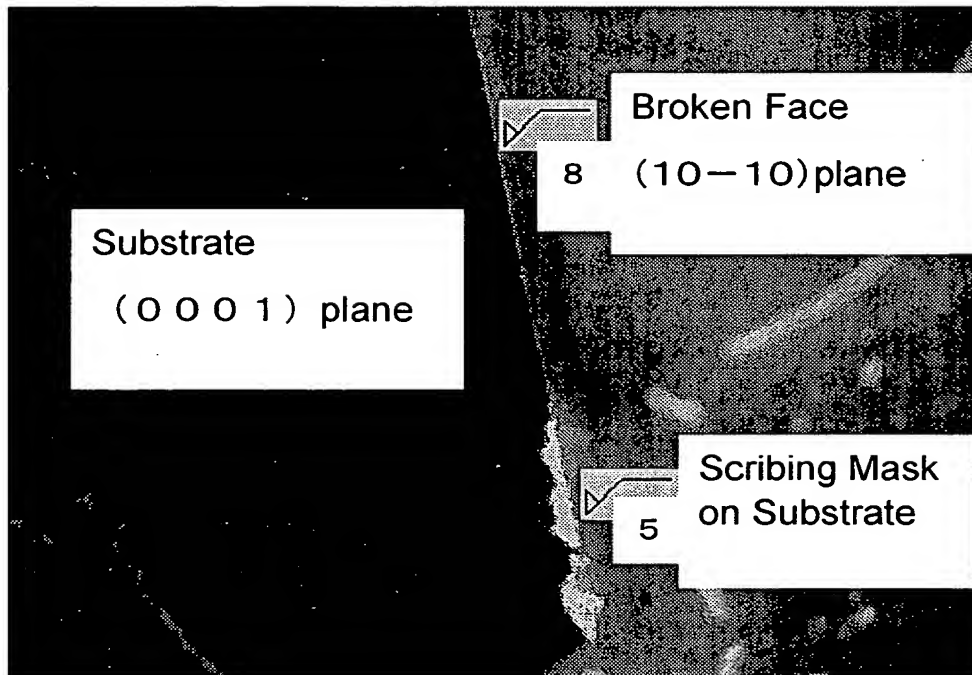 Broken Face
8
(10-10)plane
Substrate
(0001) plane
Scribing Mask
on Substrate
5